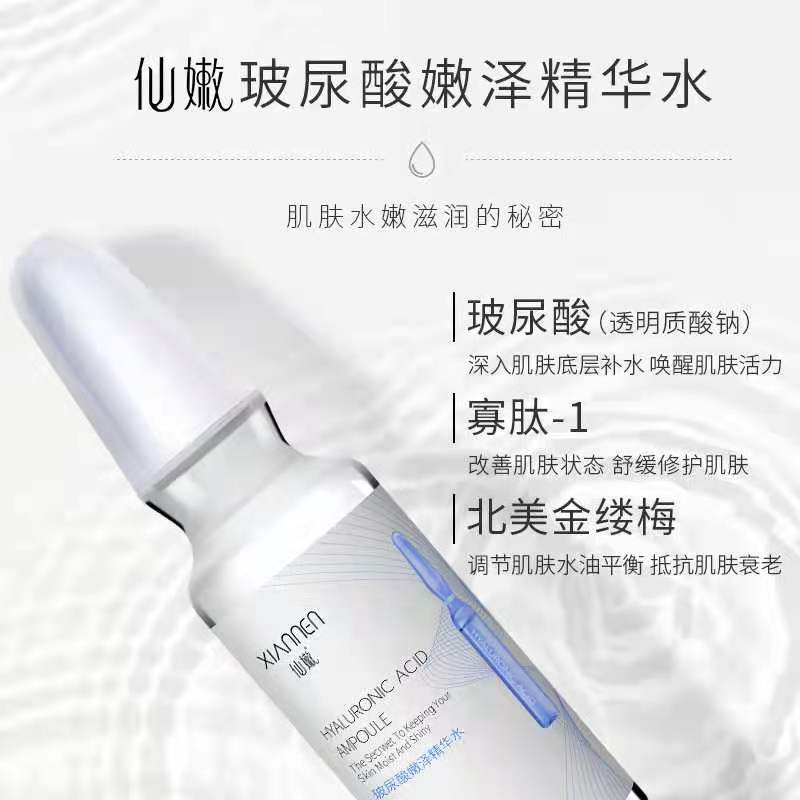 仙嫩玻尿酸嫩泽精华水
肌肤水嫩滋润的秘密
玻尿酸（透明质酸钠）
深入肌肤底层补水 唤醒肌肤活力
寡肽-1
改善肌肤状态 舒缓修护肌肤
北美金缕梅
调节肌肤水油平衡 抵抗肌肤衰老
XIANNEN
仙嫩
HYALURONIC ACID
AMPOULE
The Secrwet To Keeping Your
Skin Moist And Shiny
玻尿酸嫩泽精华水